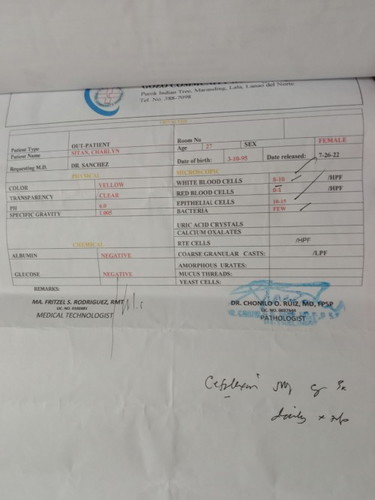 Purok Indian Tree, Maranding, Lala, Lanao del Norte
Tel No. 388-7098
Patient Type OUT-PATIENT Room No
Patient Name SITAN, CHARLYN Age 27 SEX FEMALE
Requesting M.D. DR. SANCHEZ Date of birth: 3-10-95 Date released: 7-26-22
PHYSICAL MICROSCOPIC
COLOR YELLOW WHITE BLOOD CELLS 8-10 /HPF
TRANSPARENCY CLEAR RED BLOOD CELLS 0-1 /HPF
PH 6.0 EPITHELIAL CELLS 10-15
SPECIFIC GRAVITY 1.005 BACTERIA FEW
URIC ACID CRYSTALS
CALCIUM OXALATES
CHEMICAL RTE CELLS /HPF
ALBUMIN NEGATIVE COARSE GRANULAR CASTS: /LPF
AMORPHOUS URATES:
GLUCOSE NEGATIVE MUCUS THREADS:
YEAST CELLS:
REMARKS:
MA. FRITZEL S. RODRIGUEZ, RMT
MEDICAL TECHNOLOGIST
DR. CHONILO O. RUIZ, MD, FPSP
PATHOLOGIST